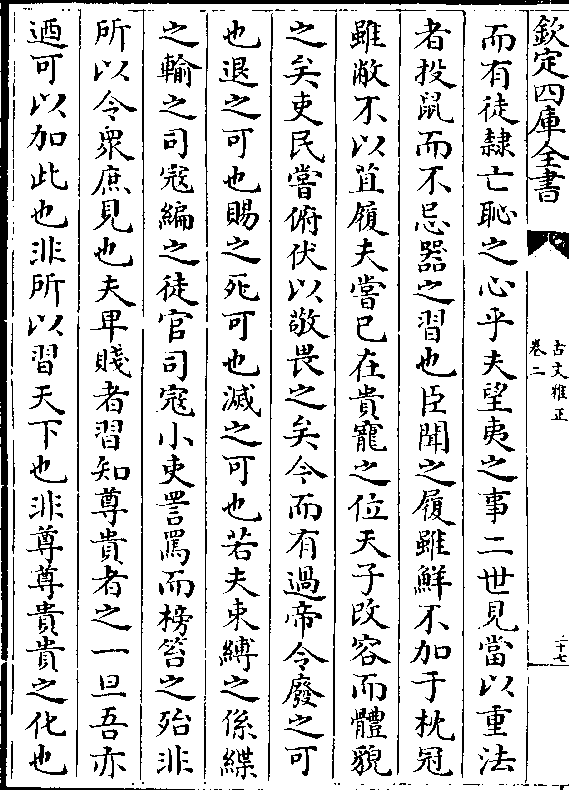 欽定四庫全書
古文雅正
卷二
二十七
而有徒隸亡恥之心乎夫望夷之事二世見當以重法
者投鼠而不忌器之習也臣聞之履雖鮮不加于枕冠
雖敝不以苴履夫嘗已在貴寵之位天子改容而體貌
之矣吏民嘗俯伏以敬畏之矣今而有過帝令廢之可
也退之可也賜之死可也滅之可也若夫束縛之係緤
之輸之司寇編之徒官司寇小吏詈罵而榜笞之殆非
所以令衆庶見也夫卑賤者習知尊貴者之一旦吾亦
迺可以加此也非所以習天下也非尊尊貴貴之化也